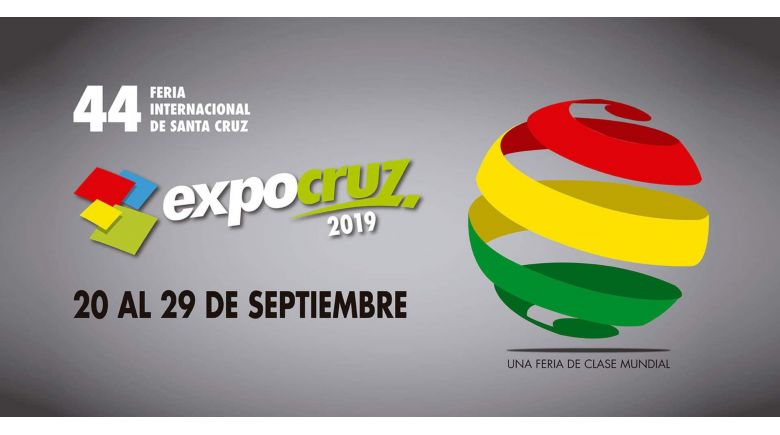 44
FERIA
INTERNACIONAL
DE SANTA CRUZ
expocruz
2019
20 AL 29 DE SEPTIEMBRE
UNA FERIA DE CLASE MUNDIAL